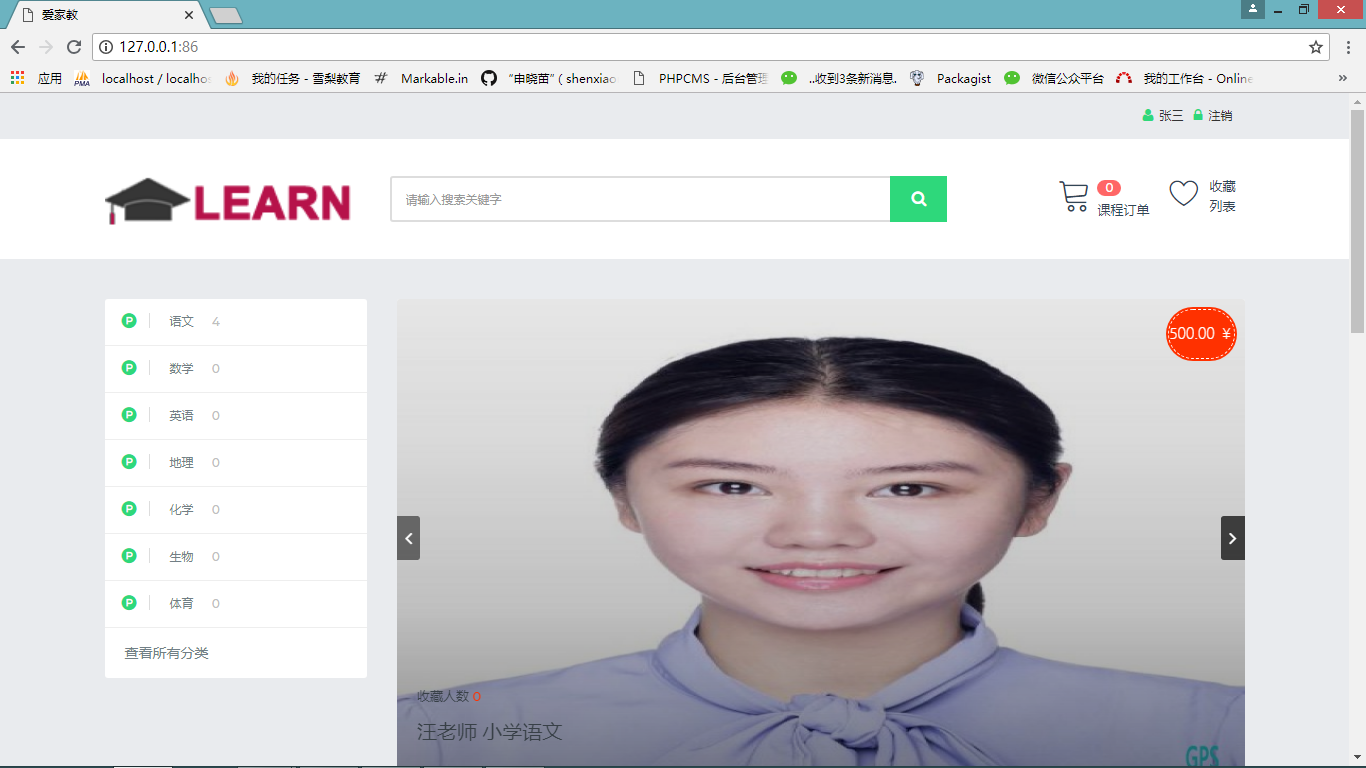 爱家教
127.0.0.1:86
应用
PMA
localhost / localhos
我的任务 - 雪梨教育
Markable.in
“申晓苗” ( shenxiao
PHPCMS - 后台管理
..收到3条新消息.
Packagist
微信公众平台
我的工作台 - Online
张三
注销
LEARN
请输入搜索关键字
0
课程订单
收藏
列表
P 语文 4
P 数学 0
P 英语 0
P 地理 0
P 化学 0
P 生物 0
P 体育 0
查看所有分类
500.00 ¥
收藏人数 0
汪老师 小学语文
GPS